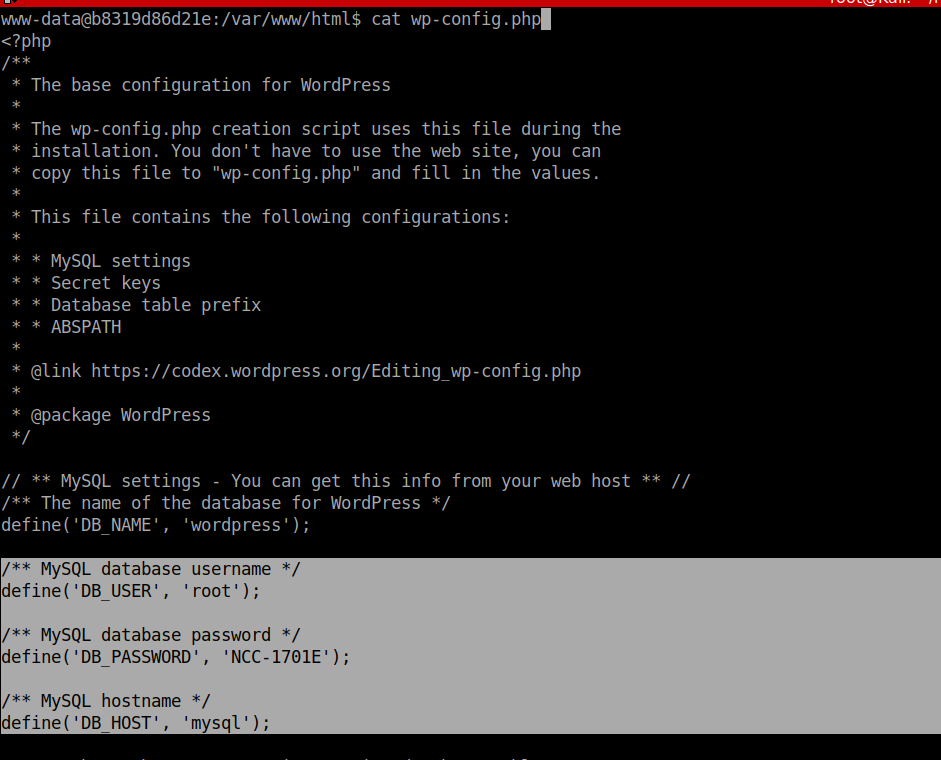 www-data@b8319d86d21e:/var/www/html$ cat wp-config.php
<?php
/**
 * The base configuration for WordPress
 *
 * The wp-config.php creation script uses this file during the
 * installation. You don't have to use the web site, you can
 * copy this file to "wp-config.php" and fill in the values.
 *
 * This file contains the following configurations:
 *
 * * MySQL settings
 * * Secret keys
 * * Database table prefix
 * * ABSPATH
 *
 * @link https://codex.wordpress.org/Editing_wp-config.php
 *
 * @package WordPress
 */

// ** MySQL settings - You can get this info from your web host ** //
/** The name of the database for WordPress */
define('DB_NAME', 'wordpress');

/** MySQL database username */
define('DB_USER', 'root');

/** MySQL database password */
define('DB_PASSWORD', 'NCC-1701E');

/** MySQL hostname */
define('DB_HOST', 'mysql');